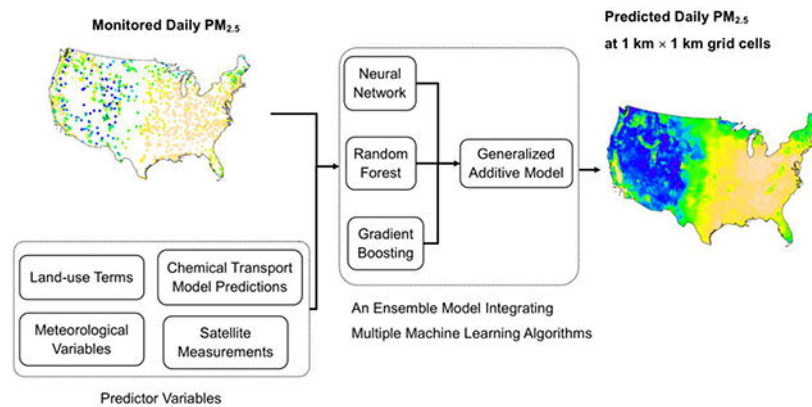 Monitored Daily PM2.5
Predicted Daily PM2.5
at 1 km × 1 km grid cells
Neural
Network
Random
Forest
Gradient
Boosting
Generalized
Additive Model
Land-use Terms
Chemical Transport
Model Predictions
Meteorological
Variables
Satellite
Measurements
An Ensemble Model Integrating
Multiple Machine Learning Algorithms
Predictor Variables